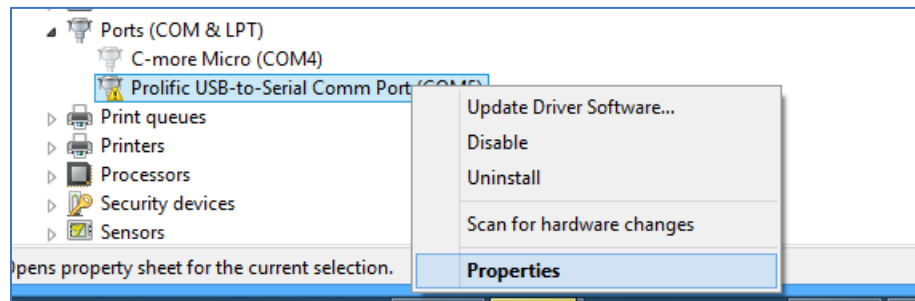 Ports (COM & LPT)
C-more Micro (COM4)
Prolific USB-to-Serial Comm Port (COM5)
Print queues
Printers
Processors
Security devices
Sensors
Opens property sheet for the current selection.
Update Driver Software...
Disable
Uninstall
Scan for hardware changes
Properties